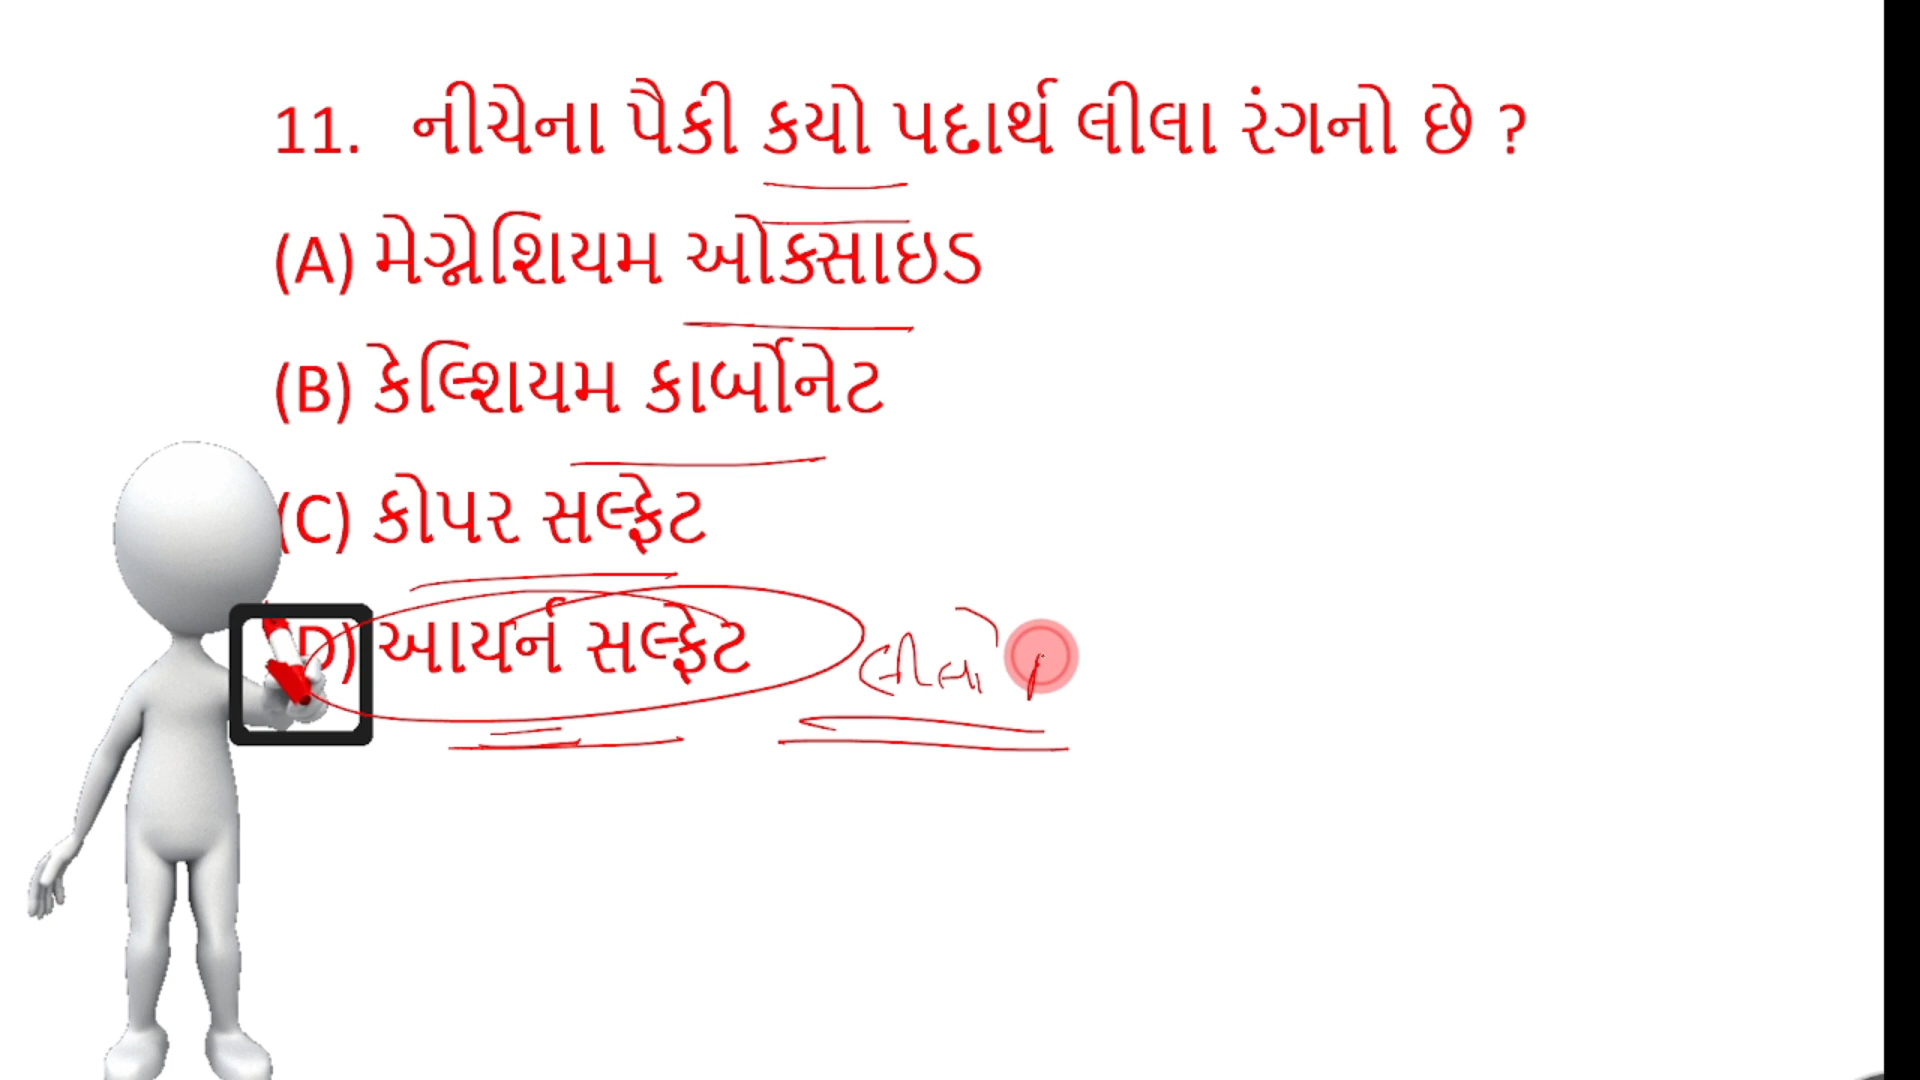 11. નીચેના પૈકી કયો પદાર્થ લીલા રંગનો છે ?
(A) મેગ્નેશિયમ ઓક્સાઇડ
(B) કેલ્શિયમ કાર્બોનેટ
(C) કોપર સલ્ફેટ
(D) આયર્ન સલ્ફેટ લીલો